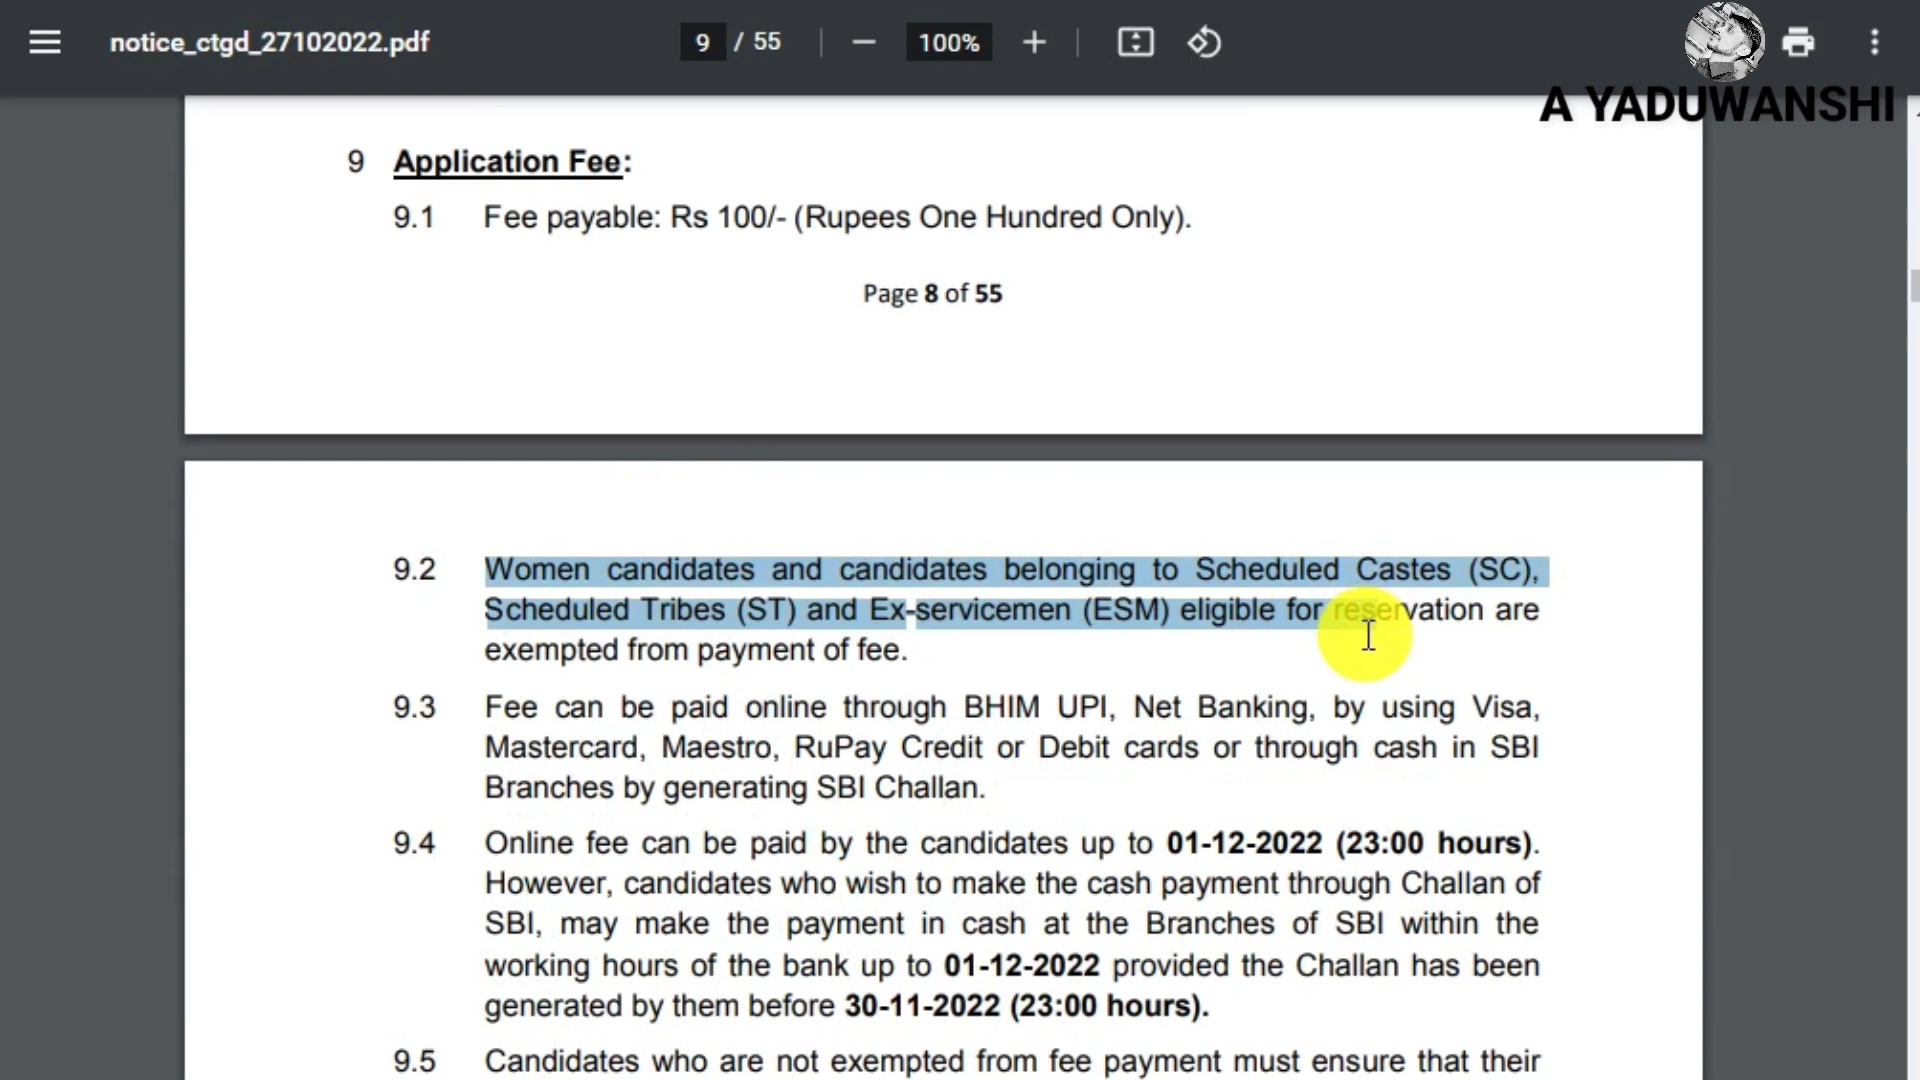 notice_ctgd_27102022.pdf
9 / 55
100%
A YADUWANSHI
9 Application Fee:
9.1 Fee payable: Rs 100/- (Rupees One Hundred Only).
Page 8 of 55
9.2 Women candidates and candidates belonging to Scheduled Castes (SC),
Scheduled Tribes (ST) and Ex-servicemen (ESM) eligible for reservation are
exempted from payment of fee.
9.3 Fee can be paid online through BHIM UPI, Net Banking, by using Visa,
Mastercard, Maestro, RuPay Credit or Debit cards or through cash in SBI
Branches by generating SBI Challan.
9.4 Online fee can be paid by the candidates up to 01-12-2022 (23:00 hours).
However, candidates who wish to make the cash payment through Challan of
SBI, may make the payment in cash at the Branches of SBI within the
working hours of the bank up to 01-12-2022 provided the Challan has been
generated by them before 30-11-2022 (23:00 hours).
9.5 Candidates who are not exempted from fee payment must ensure that their